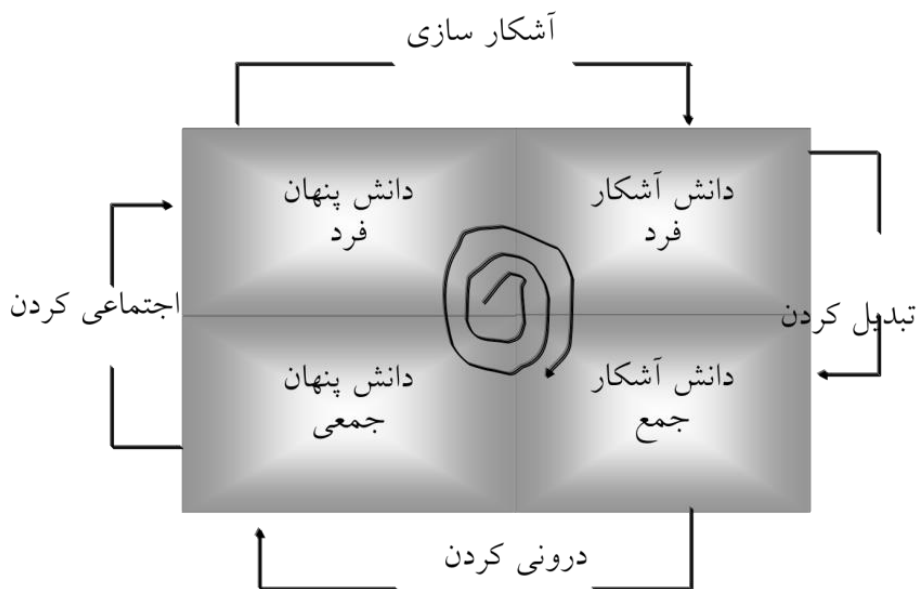 آشکار سازی
دانش آشکار
فرد
دانش پنهان
فرد
تبدیل کردن
اجتماعی کردن
دانش آشکار
جمع
دانش پنهان
جمعی
درونی کردن